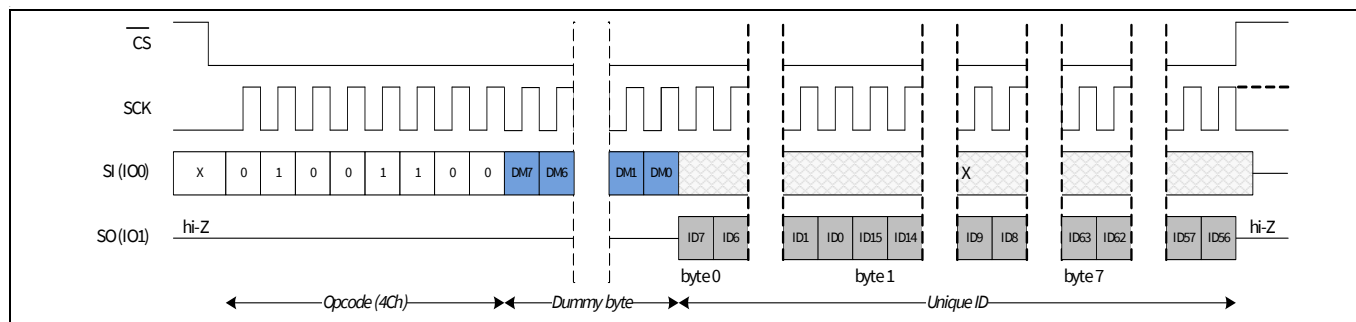 CS
SCK
SI (IO0) X 0 1 0 0 1 1 0 0 DM7 DM6 DM1 DM0 X
SO (IO1) hi-Z ID7 ID6 ID1 ID0 ID15 ID14 ID9 ID8 ID63 ID62 ID57 ID56 hi-Z
byte 0 byte 1 byte 7
Opcode (4Ch) Dummy byte Unique ID